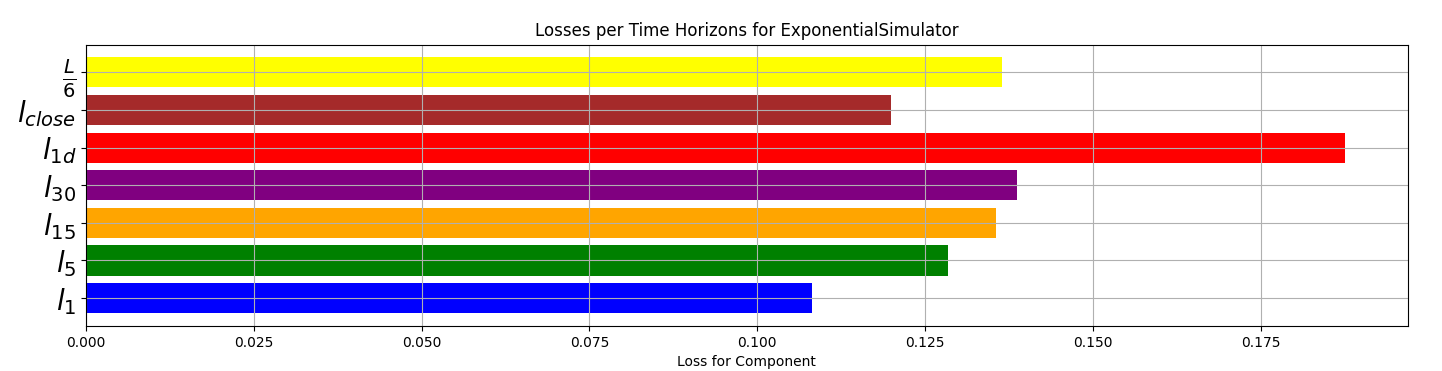 Losses per Time Horizons for ExponentialSimulator
L/6
l_close
l_1d
l_30
l_15
l_5
l_1
0.000 0.025 0.050 0.075 0.100 0.125 0.150 0.175
Loss for Component